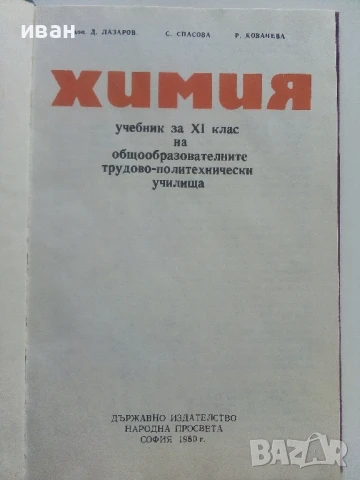 иван
Д. ЛАЗАРОВ. С. СПАСОВА Р. КОВАЧЕВА
ХИМИЯ
учебник за XI клас
на
общообразователните
трудово-политехнически
училища
ДЪРЖАВНО ИЗДАТЕЛСТВО
НАРОДНА ПРОСВЕТА
СОФИЯ 1980 г.
BAZAR